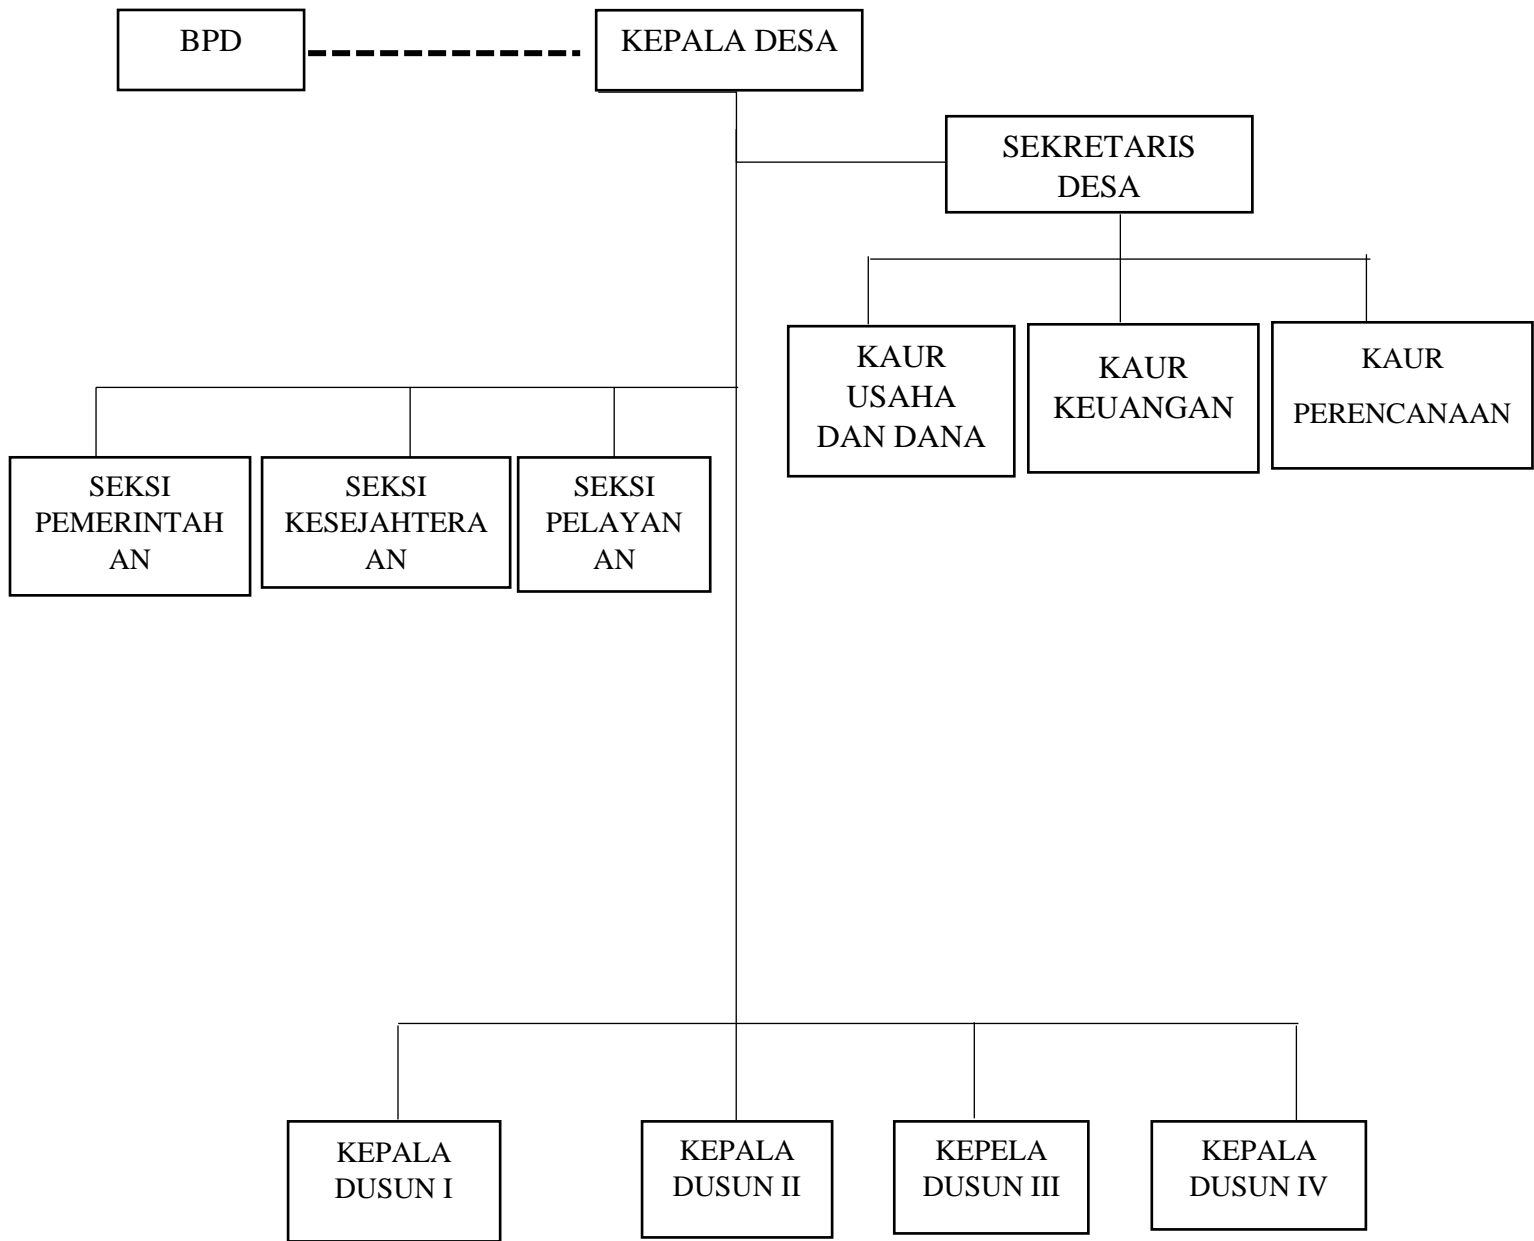 BPD
KEPALA DESA
SEKRETARIS
DESA
KAUR
USAHA
DAN DANA
KAUR
KEUANGAN
KAUR
PERENCANAAN
SEKSI
PEMERINTAH
AN
SEKSI
KESEJAHTERA
AN
SEKSI
PELAYAN
AN
KEPALA
DUSUN I
KEPALA
DUSUN II
KEPELA
DUSUN III
KEPALA
DUSUN IV